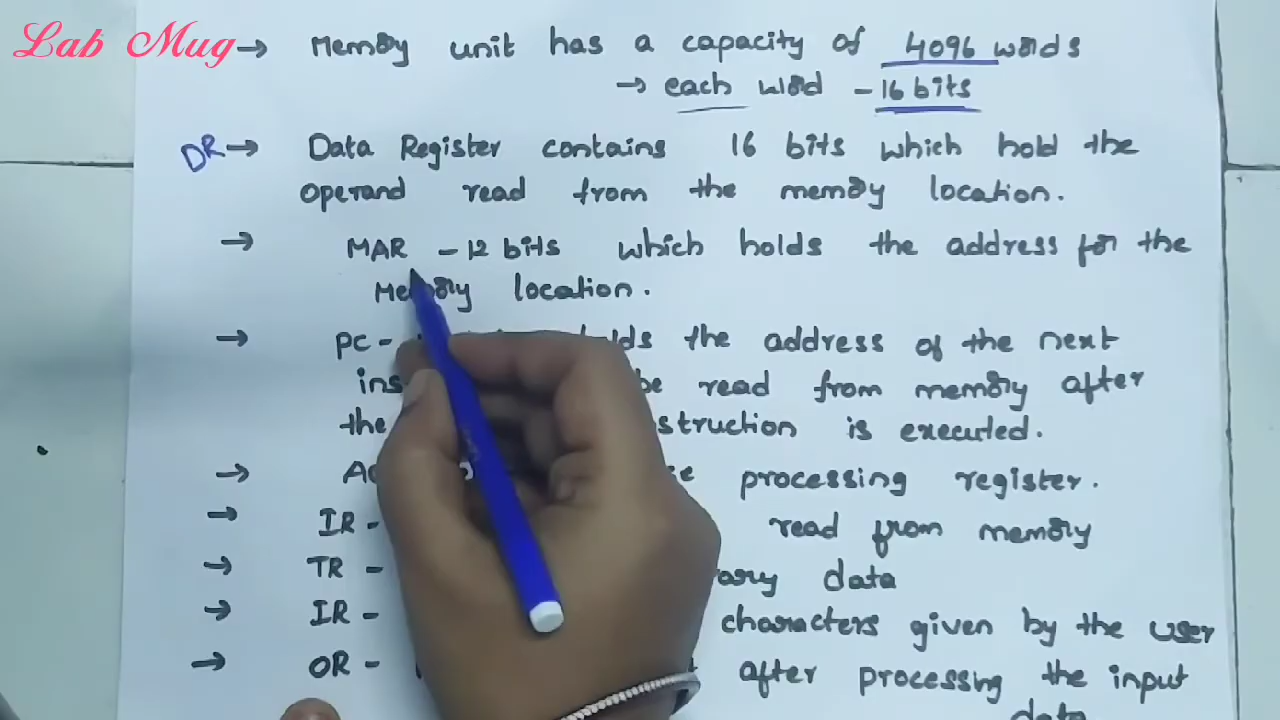 Lab Mug
→ Memory unit has a capacity of 4096 words
→ each word - 16 bits
DR → Data Register contains 16 bits which hold the
operand read from the memory location.
→ MAR - 12 bits which holds the address for the
Memory location.
→ PC - the address of the next
be read from memory after
the struction is executed.
→ processing register.
→ IR - read from memory
→ TR - data
→ IR - characters given by the user
→ OR - after processing the input
data